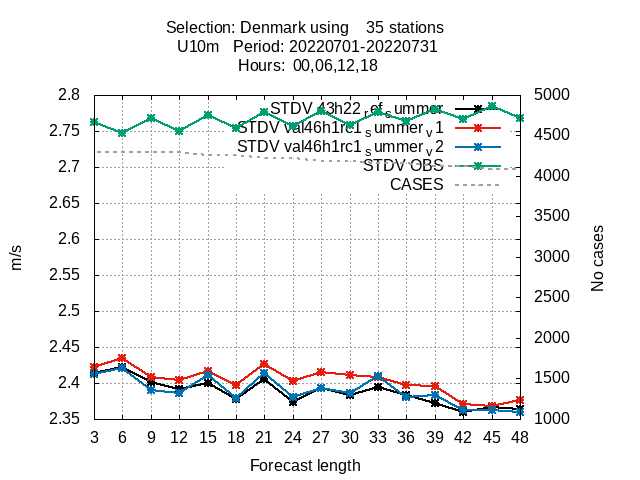 Selection: Denmark using    35 stations
U10m   Period: 20220701-20220731
Hours:  00,06,12,18
2.8
2.75
2.7
2.65
2.6
2.55
2.5
2.45
2.4
2.35
m/s
STDV 43h22ref summer
STDV val46h1rc1summerv1
STDV val46h1rc1summerv2
STDV OBS
CASES
5000
4500
4000
3500
3000
2500
2000
1500
1000
No cases
3 6 9 12 15 18 21 24 27 30 33 36 39 42 45 48
Forecast length